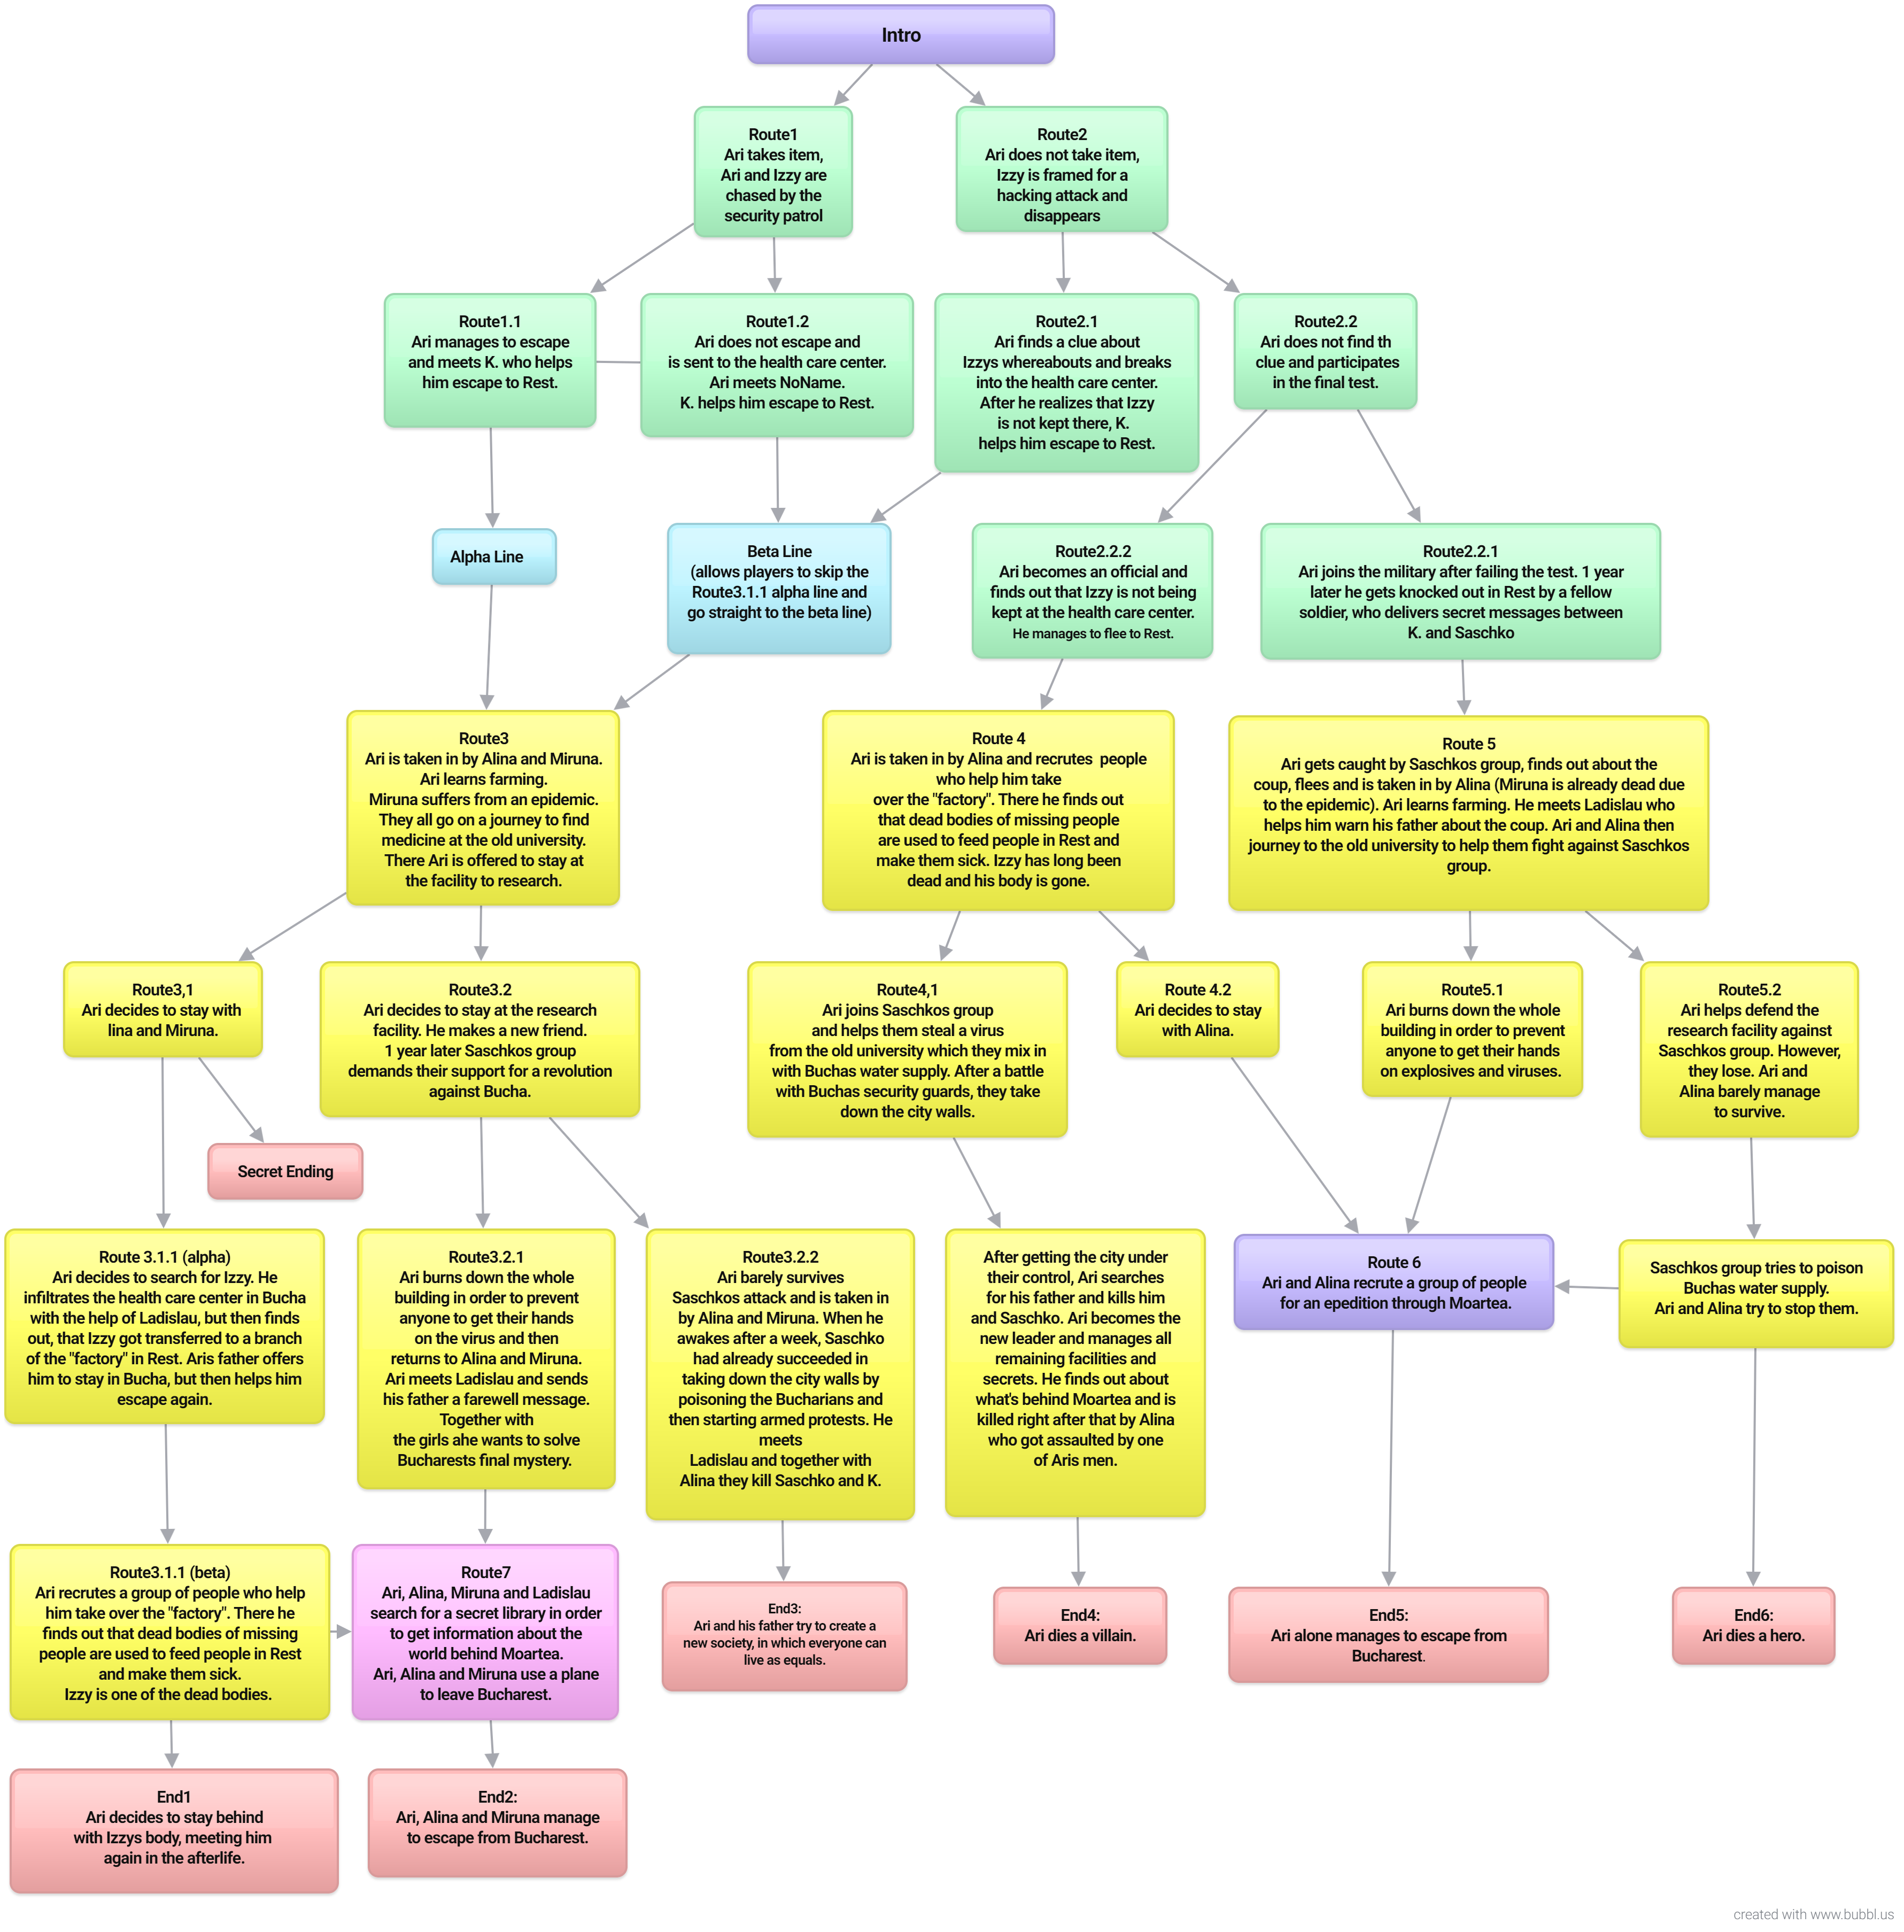 Intro
Route1
Ari takes item,
Ari and Izzy are
chased by the
security patrol
Route2
Ari does not take item,
Izzy is framed for a
hacking attack and
disappears
Route1.1
Ari manages to escape
and meets K. who helps
him escape to Rest.
Route1.2
Ari does not escape and
is sent to the health care center.
Ari meets NoName.
K. helps him escape to Rest.
Route2.1
Ari finds a clue about
Izzys whereabouts and breaks
into the health care center.
After he realizes that Izzy
is not kept there, K.
helps him escape to Rest.
Route2.2
Ari does not find th
clue and participates
in the final test.
Alpha Line
Beta Line
(allows players to skip the
Route3.1.1 alpha line and
go straight to the beta line)
Route2.2.2
Ari becomes an official and
finds out that Izzy is not being
kept at the health care center.
He manages to flee to Rest.
Route2.2.1
Ari joins the military after failing the test. 1 year
later he gets knocked out in Rest by a fellow
soldier, who delivers secret messages between
K. and Saschko
Route3
Ari is taken in by Alina and Miruna.
Ari learns farming.
Miruna suffers from an epidemic.
They all go on a journey to find
medicine at the old university.
There Ari is offered to stay at
the facility to research.
Route 4
Ari is taken in by Alina and recrutes  people
who help him take
over the "factory". There he finds out
that dead bodies of missing people
are used to feed people in Rest and
make them sick. Izzy has long been
dead and his body is gone.
Route 5
Ari gets caught by Saschkos group, finds out about the
coup, flees and is taken in by Alina (Miruna is already dead due
to the epidemic). Ari learns farming. He meets Ladislau who
helps him warn his father about the coup. Ari and Alina then
journey to the old university to help them fight against Saschkos
group.
Route3,1
Ari decides to stay with
lina and Miruna.
Route3.2
Ari decides to stay at the research
facility. He makes a new friend.
1 year later Saschkos group
demands their support for a revolution
against Bucha.
Route4,1
Ari joins Saschkos group
and helps them steal a virus
from the old university which they mix in
with Buchas water supply. After a battle
with Buchas security guards, they take
down the city walls.
Route 4.2
Ari decides to stay
with Alina.
Route5.1
Ari burns down the whole
building in order to prevent
anyone to get their hands
on explosives and viruses.
Route5.2
Ari helps defend the
research facility against
Saschkos group. However,
they lose. Ari and
Alina barely manage
to survive.
Secret Ending
Route 3.1.1 (alpha)
Ari decides to search for Izzy. He
infiltrates the health care center in Bucha
with the help of Ladislau, but then finds
out, that Izzy got transferred to a branch
of the "factory" in Rest. Aris father offers
him to stay in Bucha, but then helps him
escape again.
Route3.2.1
Ari burns down the whole
building in order to prevent
anyone to get their hands
on the virus and then
returns to Alina and Miruna.
Ari meets Ladislau and sends
his father a farewell message.
Together with
the girls ahe wants to solve
Bucharests final mystery.
Route3.2.2
Ari barely survives
Saschkos attack and is taken in
by Alina and Miruna. When he
awakes after a week, Saschko
had already succeeded in
taking down the city walls by
poisoning the Bucharians and
then starting armed protests. He
meets
Ladislau and together with
Alina they kill Saschko and K.
After getting the city under
their control, Ari searches
for his father and kills him
and Saschko. Ari becomes the
new leader and manages all
remaining facilities and
secrets. He finds out about
what's behind Moartea and is
killed right after that by Alina
who got assaulted by one
of Aris men.
Route 6
Ari and Alina recrute a group of people
for an epedition through Moartea.
Saschkos group tries to poison
Buchas water supply.
Ari and Alina try to stop them.
Route3.1.1 (beta)
Ari recrutes a group of people who help
him take over the "factory". There he
finds out that dead bodies of missing
people are used to feed people in Rest
and make them sick.
Izzy is one of the dead bodies.
Route7
Ari, Alina, Miruna and Ladislau
search for a secret library in order
to get information about the
world behind Moartea.
Ari, Alina and Miruna use a plane
to leave Bucharest.
End3:
Ari and his father try to create a
new society, in which everyone can
live as equals.
End4:
Ari dies a villain.
End5:
Ari alone manages to escape from
Bucharest.
End6:
Ari dies a hero.
End1
Ari decides to stay behind
with Izzys body, meeting him
again in the afterlife.
End2:
Ari, Alina and Miruna manage
to escape from Bucharest.
created with www.bubbl.us